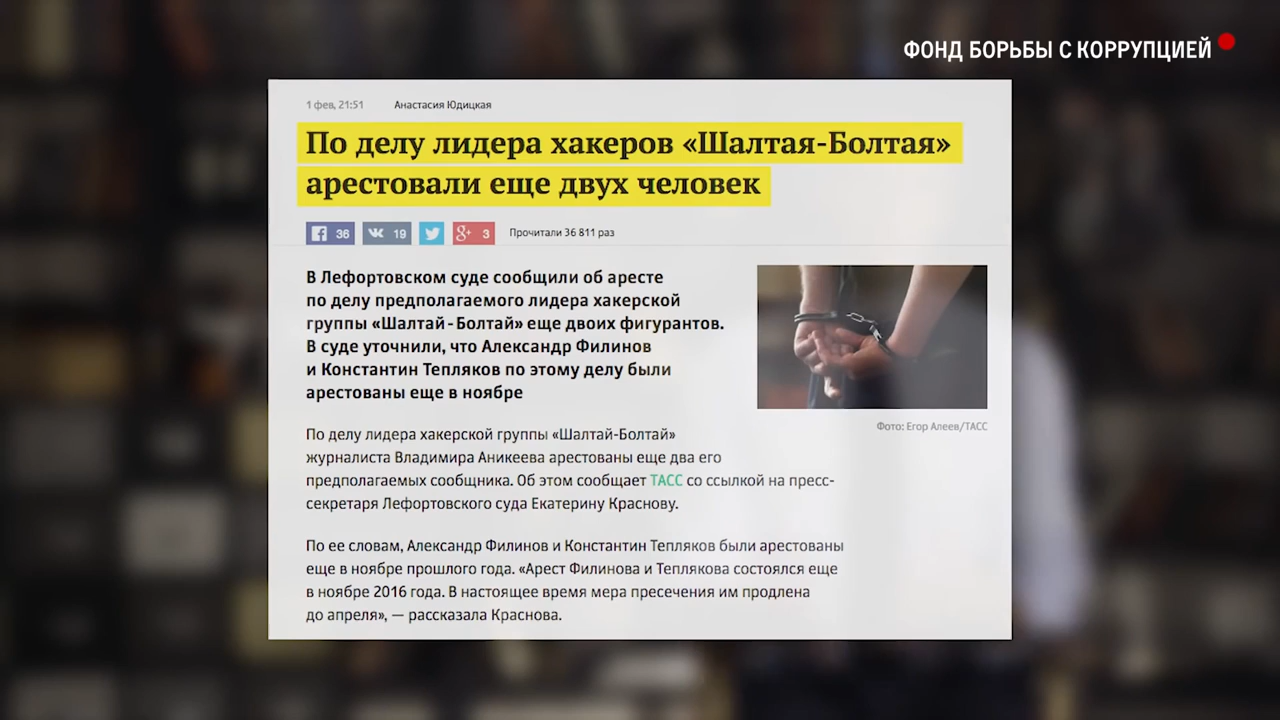 ФОНД БОРЬБЫ С КОРРУПЦИЕЙ
1 фев, 21:51 Анастасия Юдицкая
По делу лидера хакеров «Шалтая-Болтая»
арестовали еще двух человек
36 19 8+ 3 Прочитали 36 811 раз
В Лефортовском суде сообщили об аресте
по делу предполагаемого лидера хакерской
группы «Шалтай-Болтай» еще двоих фигурантов.
В суде уточнили, что Александр Филинов
и Константин Тепляков по этому делу были
арестованы еще в ноябре
Фото: Егор Алеев/ТАСС
По делу лидера хакерской группы «Шалтай-Болтай»
журналиста Владимира Аникеева арестованы еще два его
предполагаемых сообщника. Об этом сообщает ТАСС со ссылкой на пресс-
секретаря Лефортовского суда Екатерину Краснову.
По ее словам, Александр Филинов и Константин Тепляков были арестованы
еще в ноябре прошлого года. «Арест Филинова и Теплякова состоялся еще
в ноябре 2016 года. В настоящее время мера пресечения им продлена
до апреля», — рассказала Краснова.